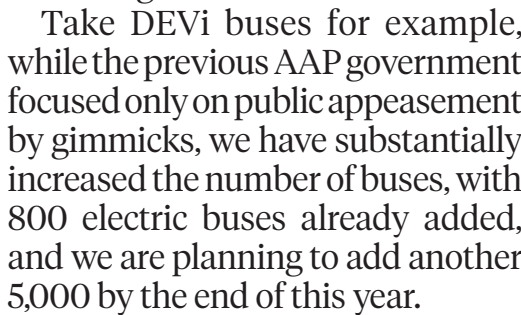 Take DEVi buses for example,
while the previous AAP government
focused only on public appeasement
by gimmicks, we have substantially
increased the number of buses, with
800 electric buses already added,
and we are planning to add another
5,000 by the end of this year.